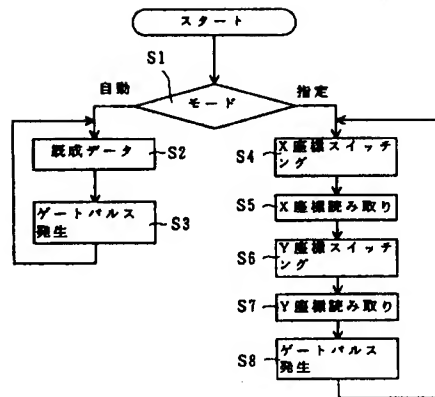 スタート
S1
自動
モード
指定
既成データ
S2
ゲートパルス
発生
S3
S4
X座標スイッチ
ング
S5
X座標読み取り
S6
Y座標スイッチ
ング
S7
Y座標読み取り
S8
ゲートパルス
発生